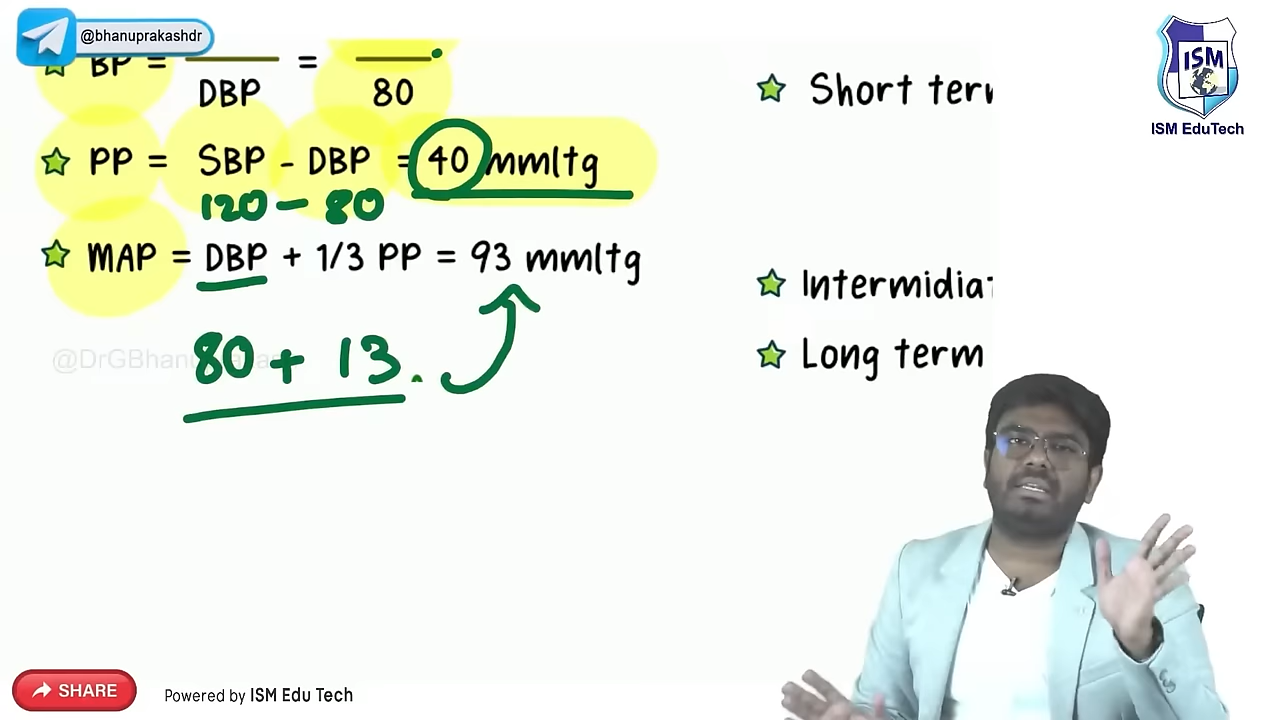 @bhanuprakashdr
BP = =
DBP 80
PP = SBP - DBP = 40 mmHg
120 - 80
MAP = DBP + 1/3 PP = 93 mmHg
80 + 13
@DrGBhanuprakash
Short term
Intermidiat
Long term
ISM
ISM EduTech
SHARE
Powered by ISM Edu Tech